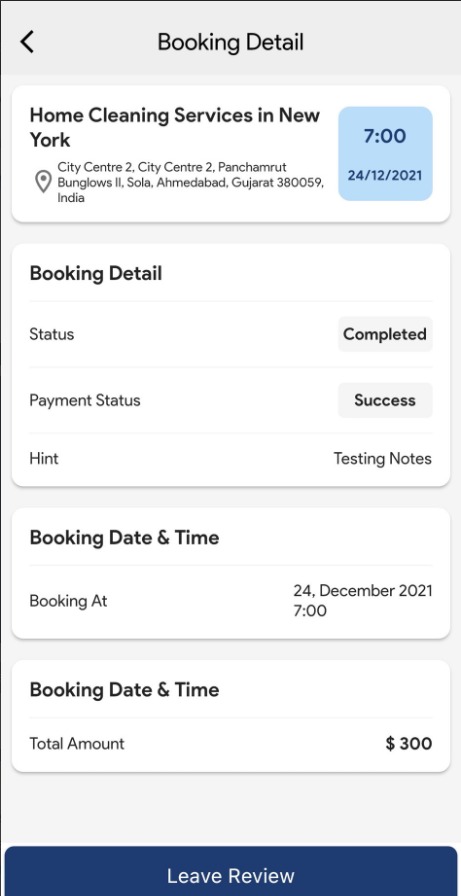 Booking Detail
Home Cleaning Services in New
York
7:00
24/12/2021
City Centre 2, City Centre 2, Panchamrut
Bunglows II, Sola, Ahmedabad, Gujarat 380059,
India
Booking Detail
Status
Completed
Payment Status
Success
Hint
Testing Notes
Booking Date & Time
Booking At
24, December 2021
7:00
Booking Date & Time
Total Amount
$ 300
Leave Review